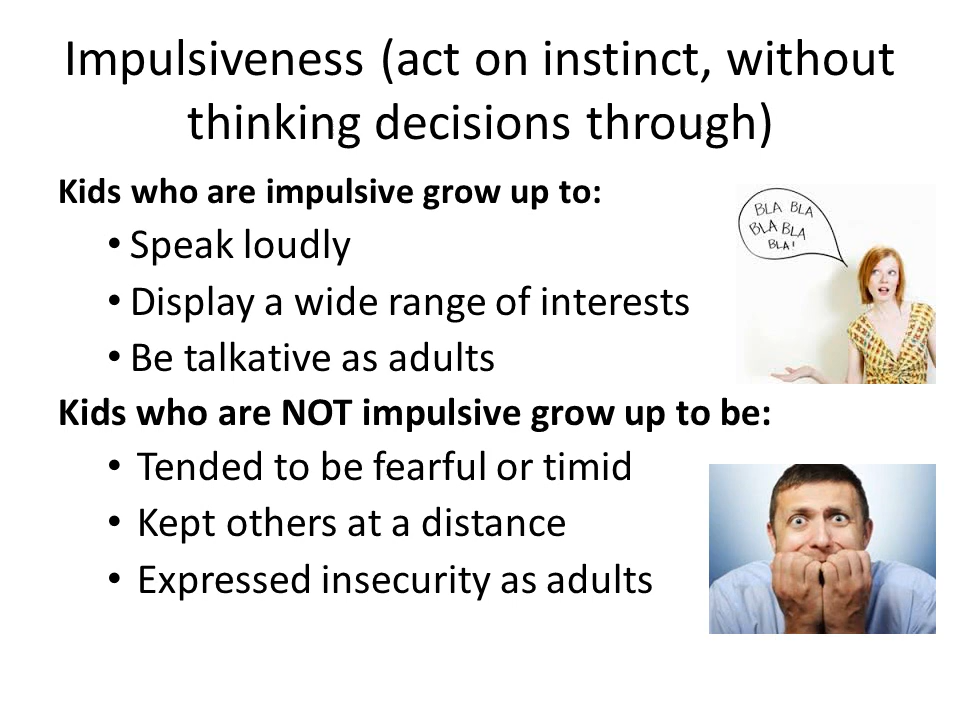 Impulsiveness (act on instinct, without
thinking decisions through)
Kids who are impulsive grow up to:
• Speak loudly
• Display a wide range of interests
• Be talkative as adults
BLA BLA
BLA BLA
BLA!
Kids who are NOT impulsive grow up to be:
• Tended to be fearful or timid
• Kept others at a distance
• Expressed insecurity as adults